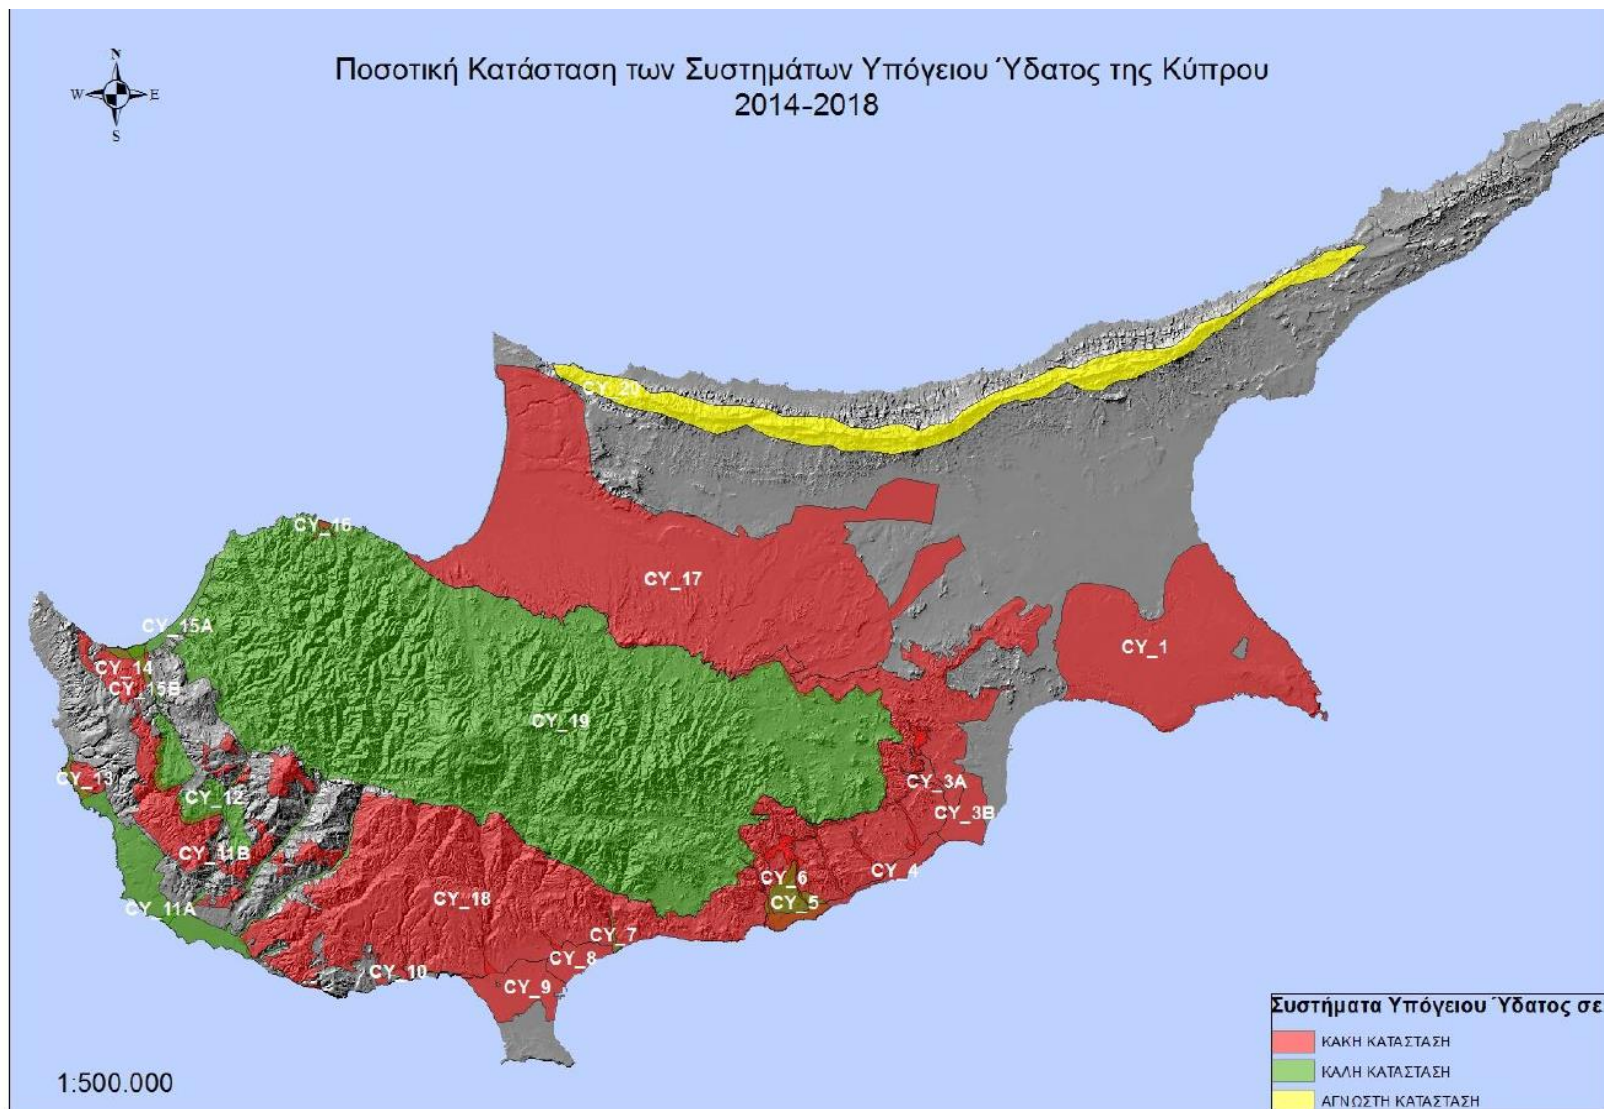 Ποσοτική Κατάσταση των Συστημάτων Υπόγειου Ύδατος της Κύπρου
2014-2018
N
W E
S
CY_20
CY_16
CY_17
CY_15A
CY_14
CY_1
CY_15B
CY_19
CY_13
CY_3A
CY_12
CY_3B
CY_11B
CY_4
CY_6
CY_18
CY_5
CY_11A
CY_7
CY_8
CY_10
CY_9
Συστήματα Υπόγειου Ύδατος σε
ΚΑΚΗ ΚΑΤΑΣΤΑΣΗ
ΚΑΛΗ ΚΑΤΑΣΤΑΣΗ
ΑΓΝΩΣΤΗ ΚΑΤΑΣΤΑΣΗ
1:500.000